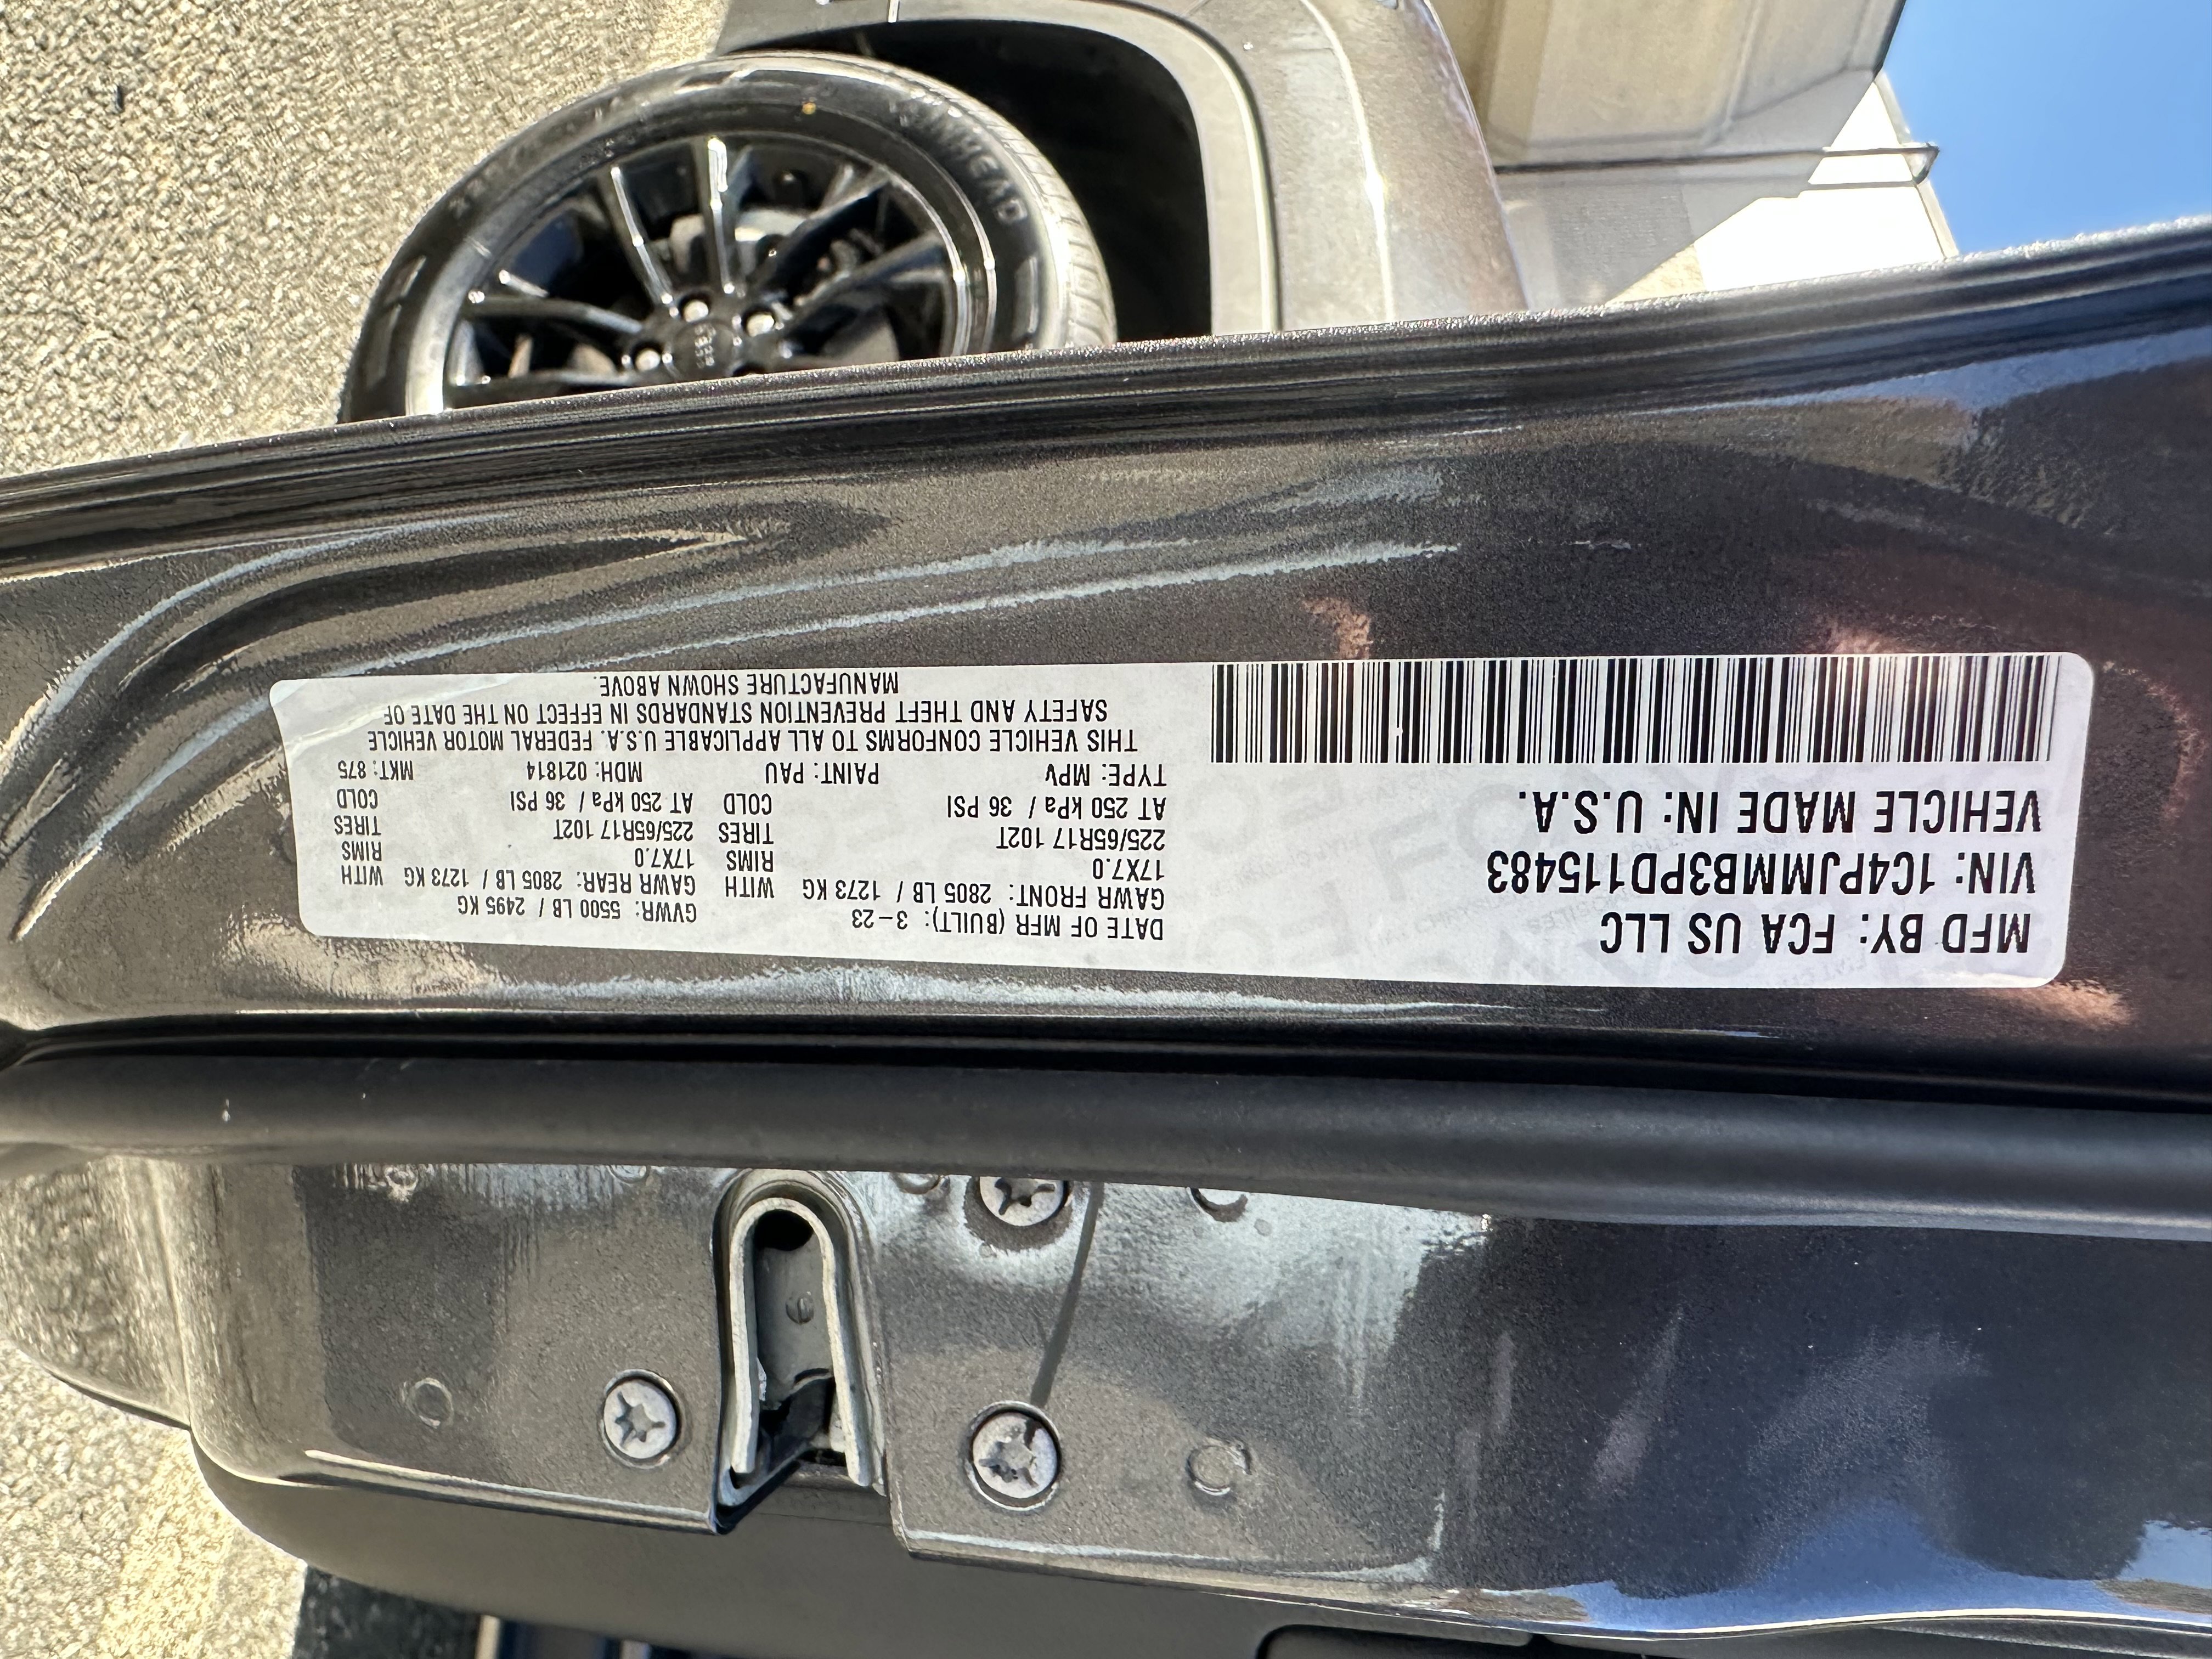 MFD BY: FCA US LLC
VIN: 1C4PJMMB3PD115483
VEHICLE MADE IN: U.S.A.
DATE OF MFR (BUILT): 3-23 GVWR: 5500 LB / 2495 KG
GAWR FRONT: 2805 LB / 1273 KG WITH GAWR REAR: 2805 LB / 1273 KG WITH
17X7.0 RIMS 17X7.0 RIMS
225/65R17 102T TIRES 225/65R17 102T TIRES
AT 250 kPa / 36 PSI COLD AT 250 kPa / 36 PSI COLD
TYPE: MPV PAINT: PAU MDH: 021814 MKT: 875
THIS VEHICLE CONFORMS TO ALL APPLICABLE U.S.A. FEDERAL MOTOR VEHICLE
SAFETY AND THEFT PREVENTION STANDARDS IN EFFECT ON THE DATE OF
MANUFACTURE SHOWN ABOVE.
Jeep